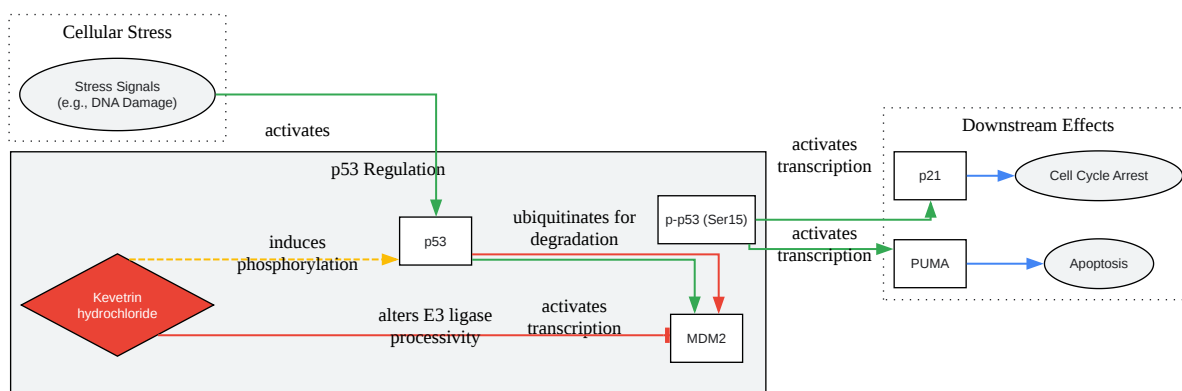 Cellular Stress
Stress Signals
(e.g., DNA Damage)
activates
p53 Regulation
p53
induces
phosphorylation
ubiquitinates for
degradation
p-p53 (Ser15)
Kevetrin
hydrochloride
alters E3 ligase
processivity
activates
transcription
MDM2
activates
transcription
activates
transcription
Downstream Effects
p21
Cell Cycle Arrest
PUMA
Apoptosis